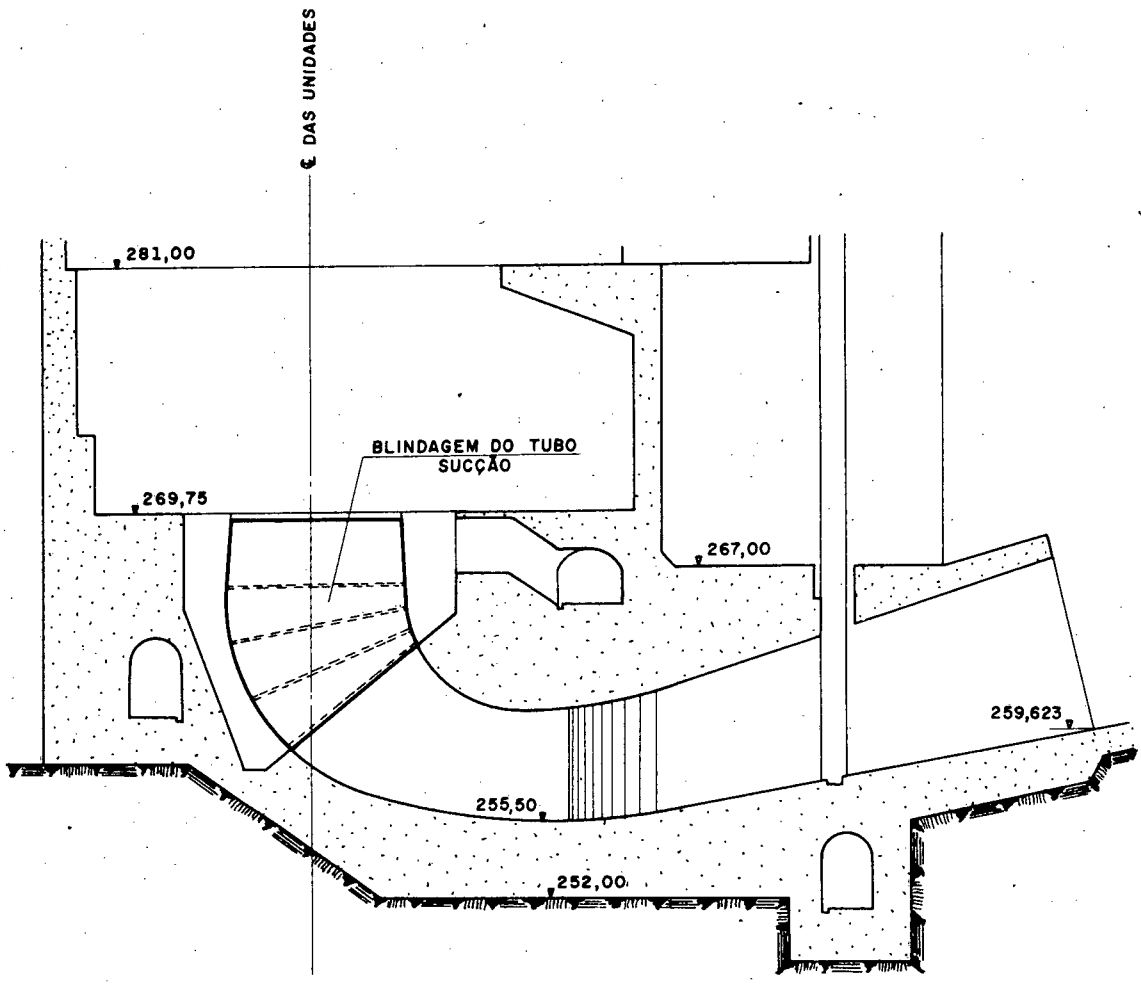 ℄ DAS UNIDADES
281,00
BLINDAGEM DO TUBO
SUCÇÃO
269,75
267,00
259,623
255,50
252,00